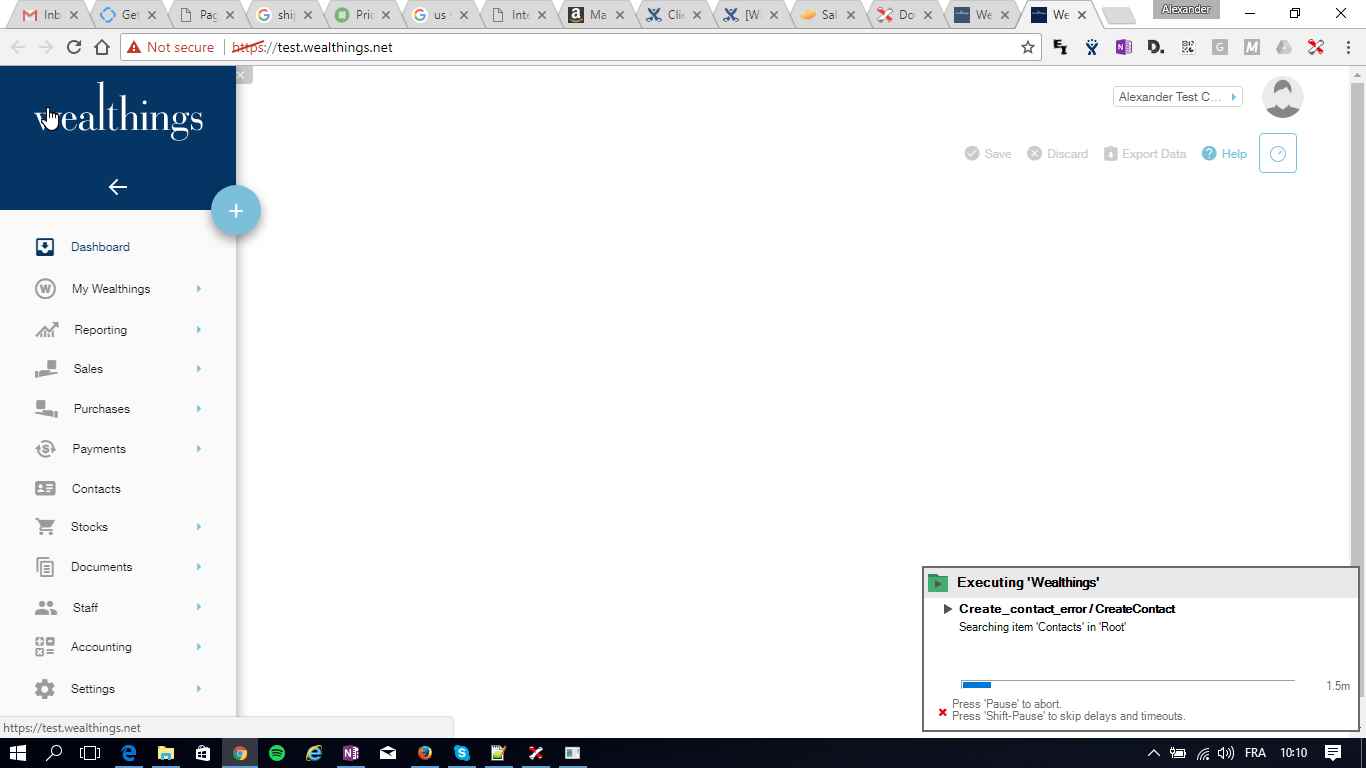 Inb
Get
Pag
ship
Pric
us
Inte
Ma
Clie
[W
Sal
Do
We
We
Alexander
Not secure
https://test.wealthings.net
wealthings
Alexander Test C...
Save
Discard
Export Data
Help
Dashboard
My Wealthings
Reporting
Sales
Purchases
Payments
Contacts
Stocks
Documents
Staff
Accounting
Settings
Executing 'Wealthings'
Create_contact_error / CreateContact
Searching item 'Contacts' in 'Root'
1.5m
Press 'Pause' to abort.
Press 'Shift-Pause' to skip delays and timeouts.
https://test.wealthings.net
FRA
10:10